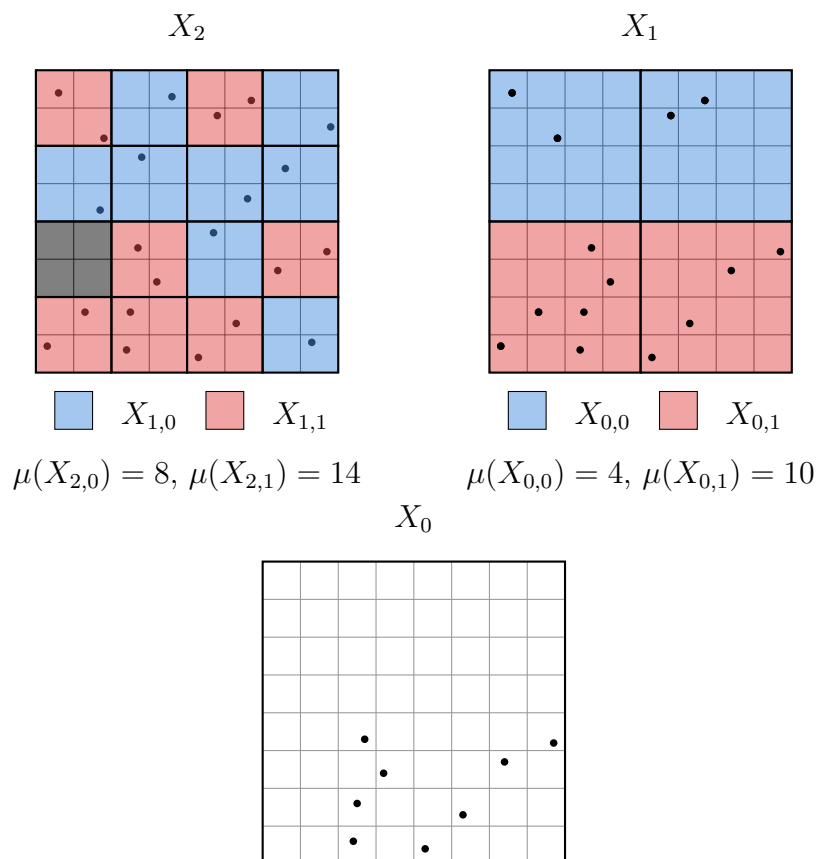 X₂ X₁
X₁,₀ X₁,₁ X₀,₀ X₀,₁
μ(X₂,₀) = 8, μ(X₂,₁) = 14 μ(X₀,₀) = 4, μ(X₀,₁) = 10
X₀